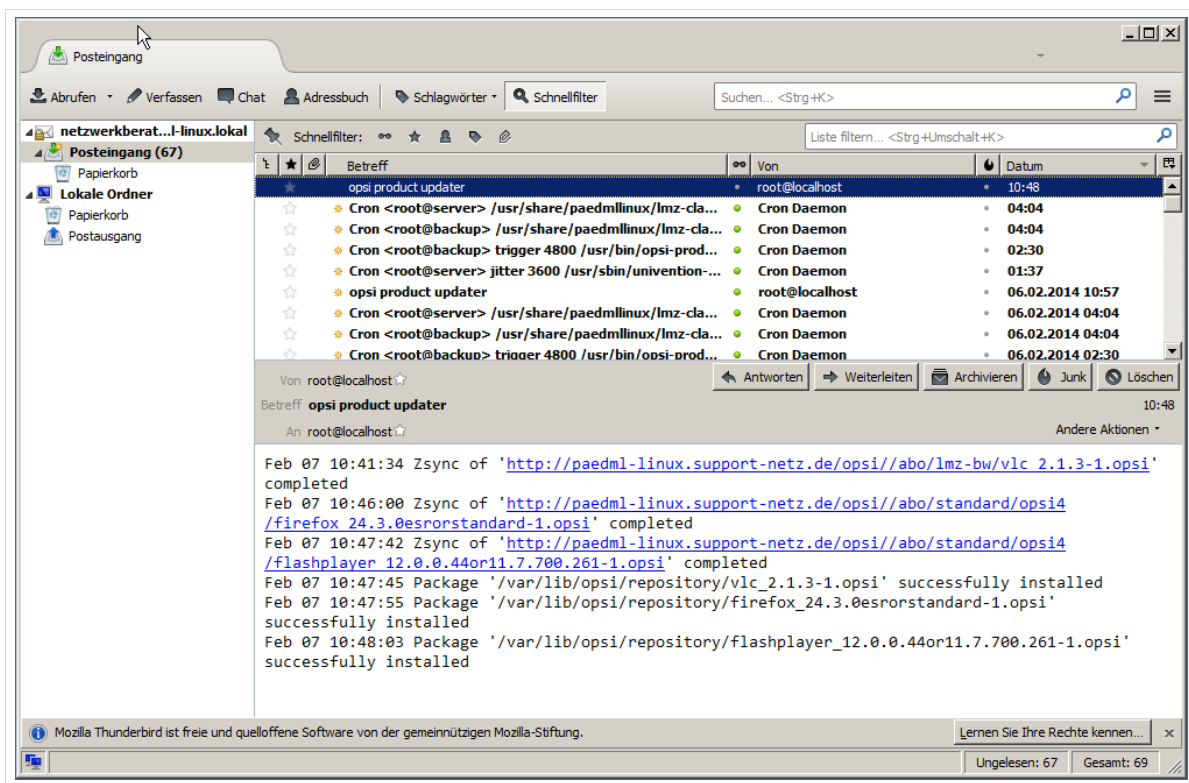 Posteingang
Abrufen Verfassen Chat Adressbuch Schlagwörter Schnellfilter Suchen... <Strg+K>
netzwerkberat...l-linux.lokal
Posteingang (67)
Papierkorb
Lokale Ordner
Papierkorb
Postausgang
Schnellfilter: Liste filtern... <Strg+Umschalt+K>
Betreff Von Datum
opsi product updater root@localhost 10:48
Cron <root@server> /usr/share/paedmllinux/lmz-cla... Cron Daemon 04:04
Cron <root@backup> /usr/share/paedmllinux/lmz-cla... Cron Daemon 04:04
Cron <root@backup> trigger 4800 /usr/bin/opsi-prod... Cron Daemon 02:30
Cron <root@server> jitter 3600 /usr/sbin/univention-... Cron Daemon 01:37
opsi product updater root@localhost 06.02.2014 10:57
Cron <root@server> /usr/share/paedmllinux/lmz-cla... Cron Daemon 06.02.2014 04:04
Cron <root@backup> /usr/share/paedmllinux/lmz-cla... Cron Daemon 06.02.2014 04:04
Cron <root@backup> trigger 4800 /usr/bin/opsi-prod... Cron Daemon 06.02.2014 02:30
Von root@localhost Antworten Weiterleiten Archivieren Junk Löschen
Betreff opsi product updater 10:48
An root@localhost Andere Aktionen
Feb 07 10:41:34 Zsync of 'http://paedml-linux.support-netz.de/opsi//abo/lmz-bw/vlc_2.1.3-1.opsi'
completed
Feb 07 10:46:00 Zsync of 'http://paedml-linux.support-netz.de/opsi//abo/standard/opsi4
/firefox_24.3.0esrorstandard-1.opsi' completed
Feb 07 10:47:42 Zsync of 'http://paedml-linux.support-netz.de/opsi//abo/standard/opsi4
/flashplayer_12.0.0.44or11.7.700.261-1.opsi' completed
Feb 07 10:47:45 Package '/var/lib/opsi/repository/vlc_2.1.3-1.opsi' successfully installed
Feb 07 10:47:55 Package '/var/lib/opsi/repository/firefox_24.3.0esrorstandard-1.opsi'
successfully installed
Feb 07 10:48:03 Package '/var/lib/opsi/repository/flashplayer_12.0.0.44or11.7.700.261-1.opsi'
successfully installed
Mozilla Thunderbird ist freie und quelloffene Software von der gemeinnützigen Mozilla-Stiftung. Lernen Sie Ihre Rechte kennen...
Ungelesen: 67 Gesamt: 69